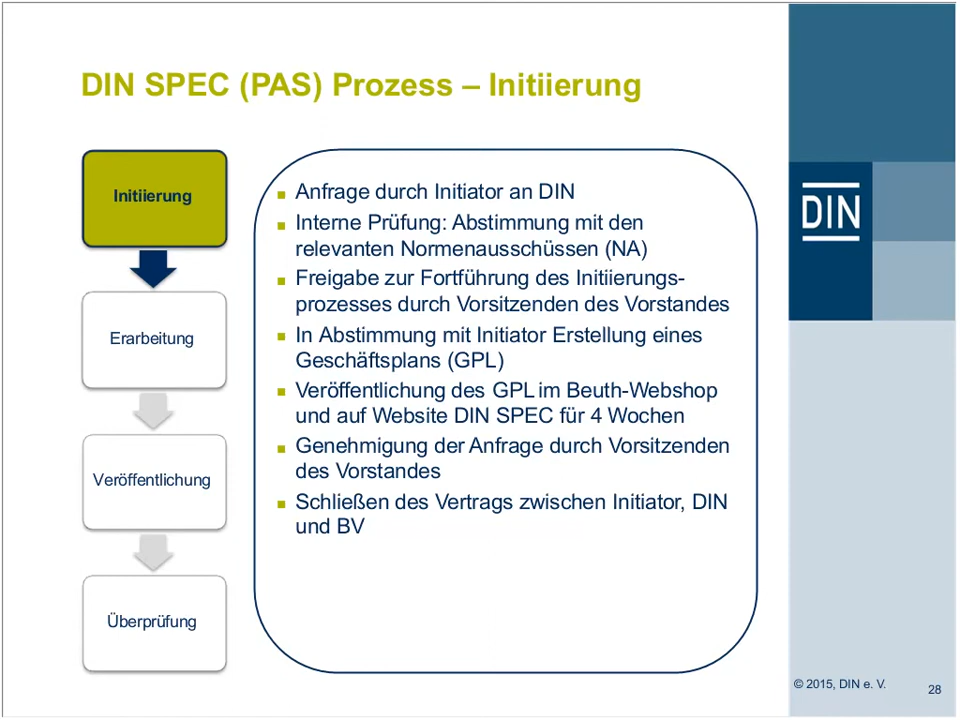 DIN SPEC (PAS) Prozess – Initiierung
Initiierung
Erarbeitung
Veröffentlichung
Überprüfung
Anfrage durch Initiator an DIN
Interne Prüfung: Abstimmung mit den
relevanten Normenausschüssen (NA)
Freigabe zur Fortführung des Initiierungs-
prozesses durch Vorsitzenden des Vorstandes
In Abstimmung mit Initiator Erstellung eines
Geschäftsplans (GPL)
Veröffentlichung des GPL im Beuth-Webshop
und auf Website DIN SPEC für 4 Wochen
Genehmigung der Anfrage durch Vorsitzenden
des Vorstandes
Schließen des Vertrags zwischen Initiator, DIN
und BV
DIN
© 2015, DIN e. V.
28